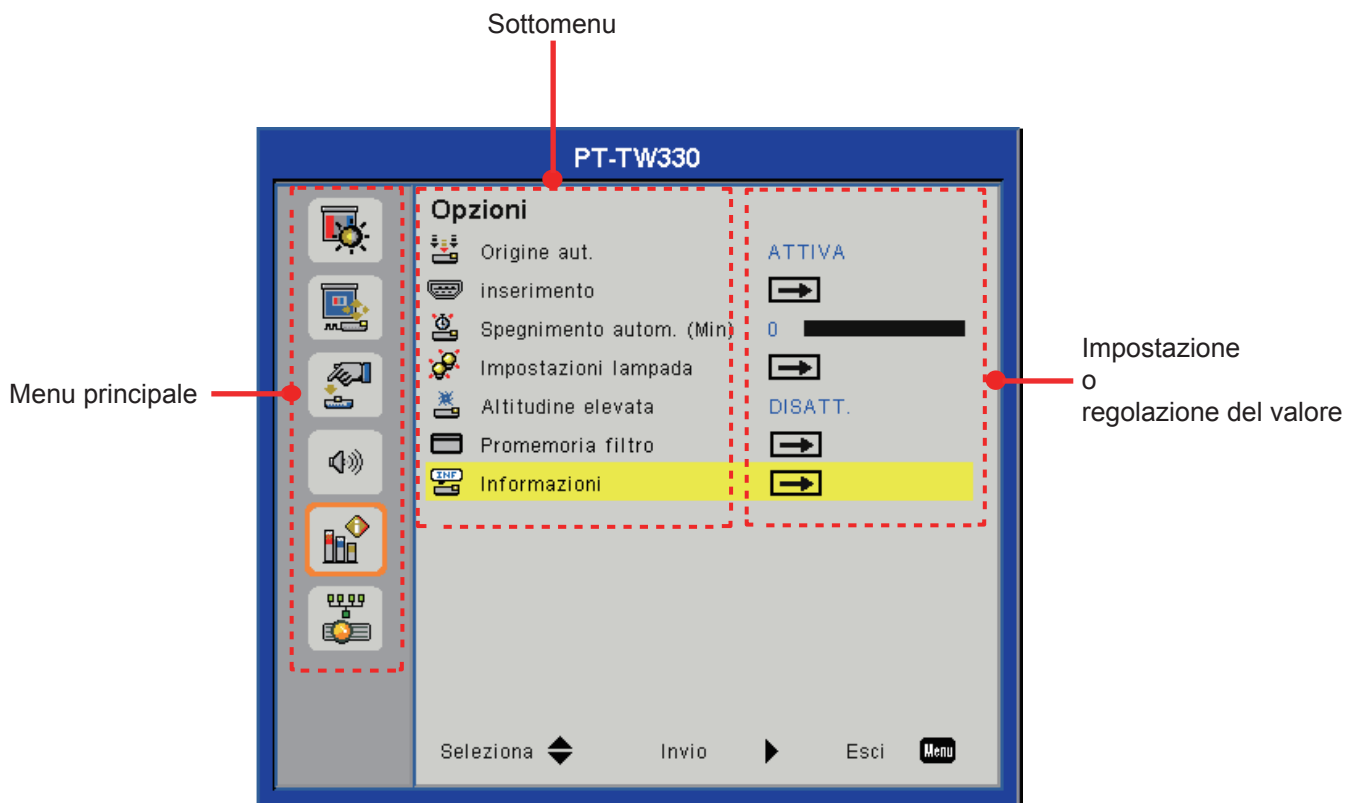 Sottomenu
PT-TW330
Opzioni
Origine aut. ATTIVA
inserimento
Spegnimento autom. (Min) 0
Impostazioni lampada
Altitudine elevata DISATT.
Promemoria filtro
INF Informazioni
Menu principale
Impostazione
o
regolazione del valore
Seleziona Invio Esci Menu